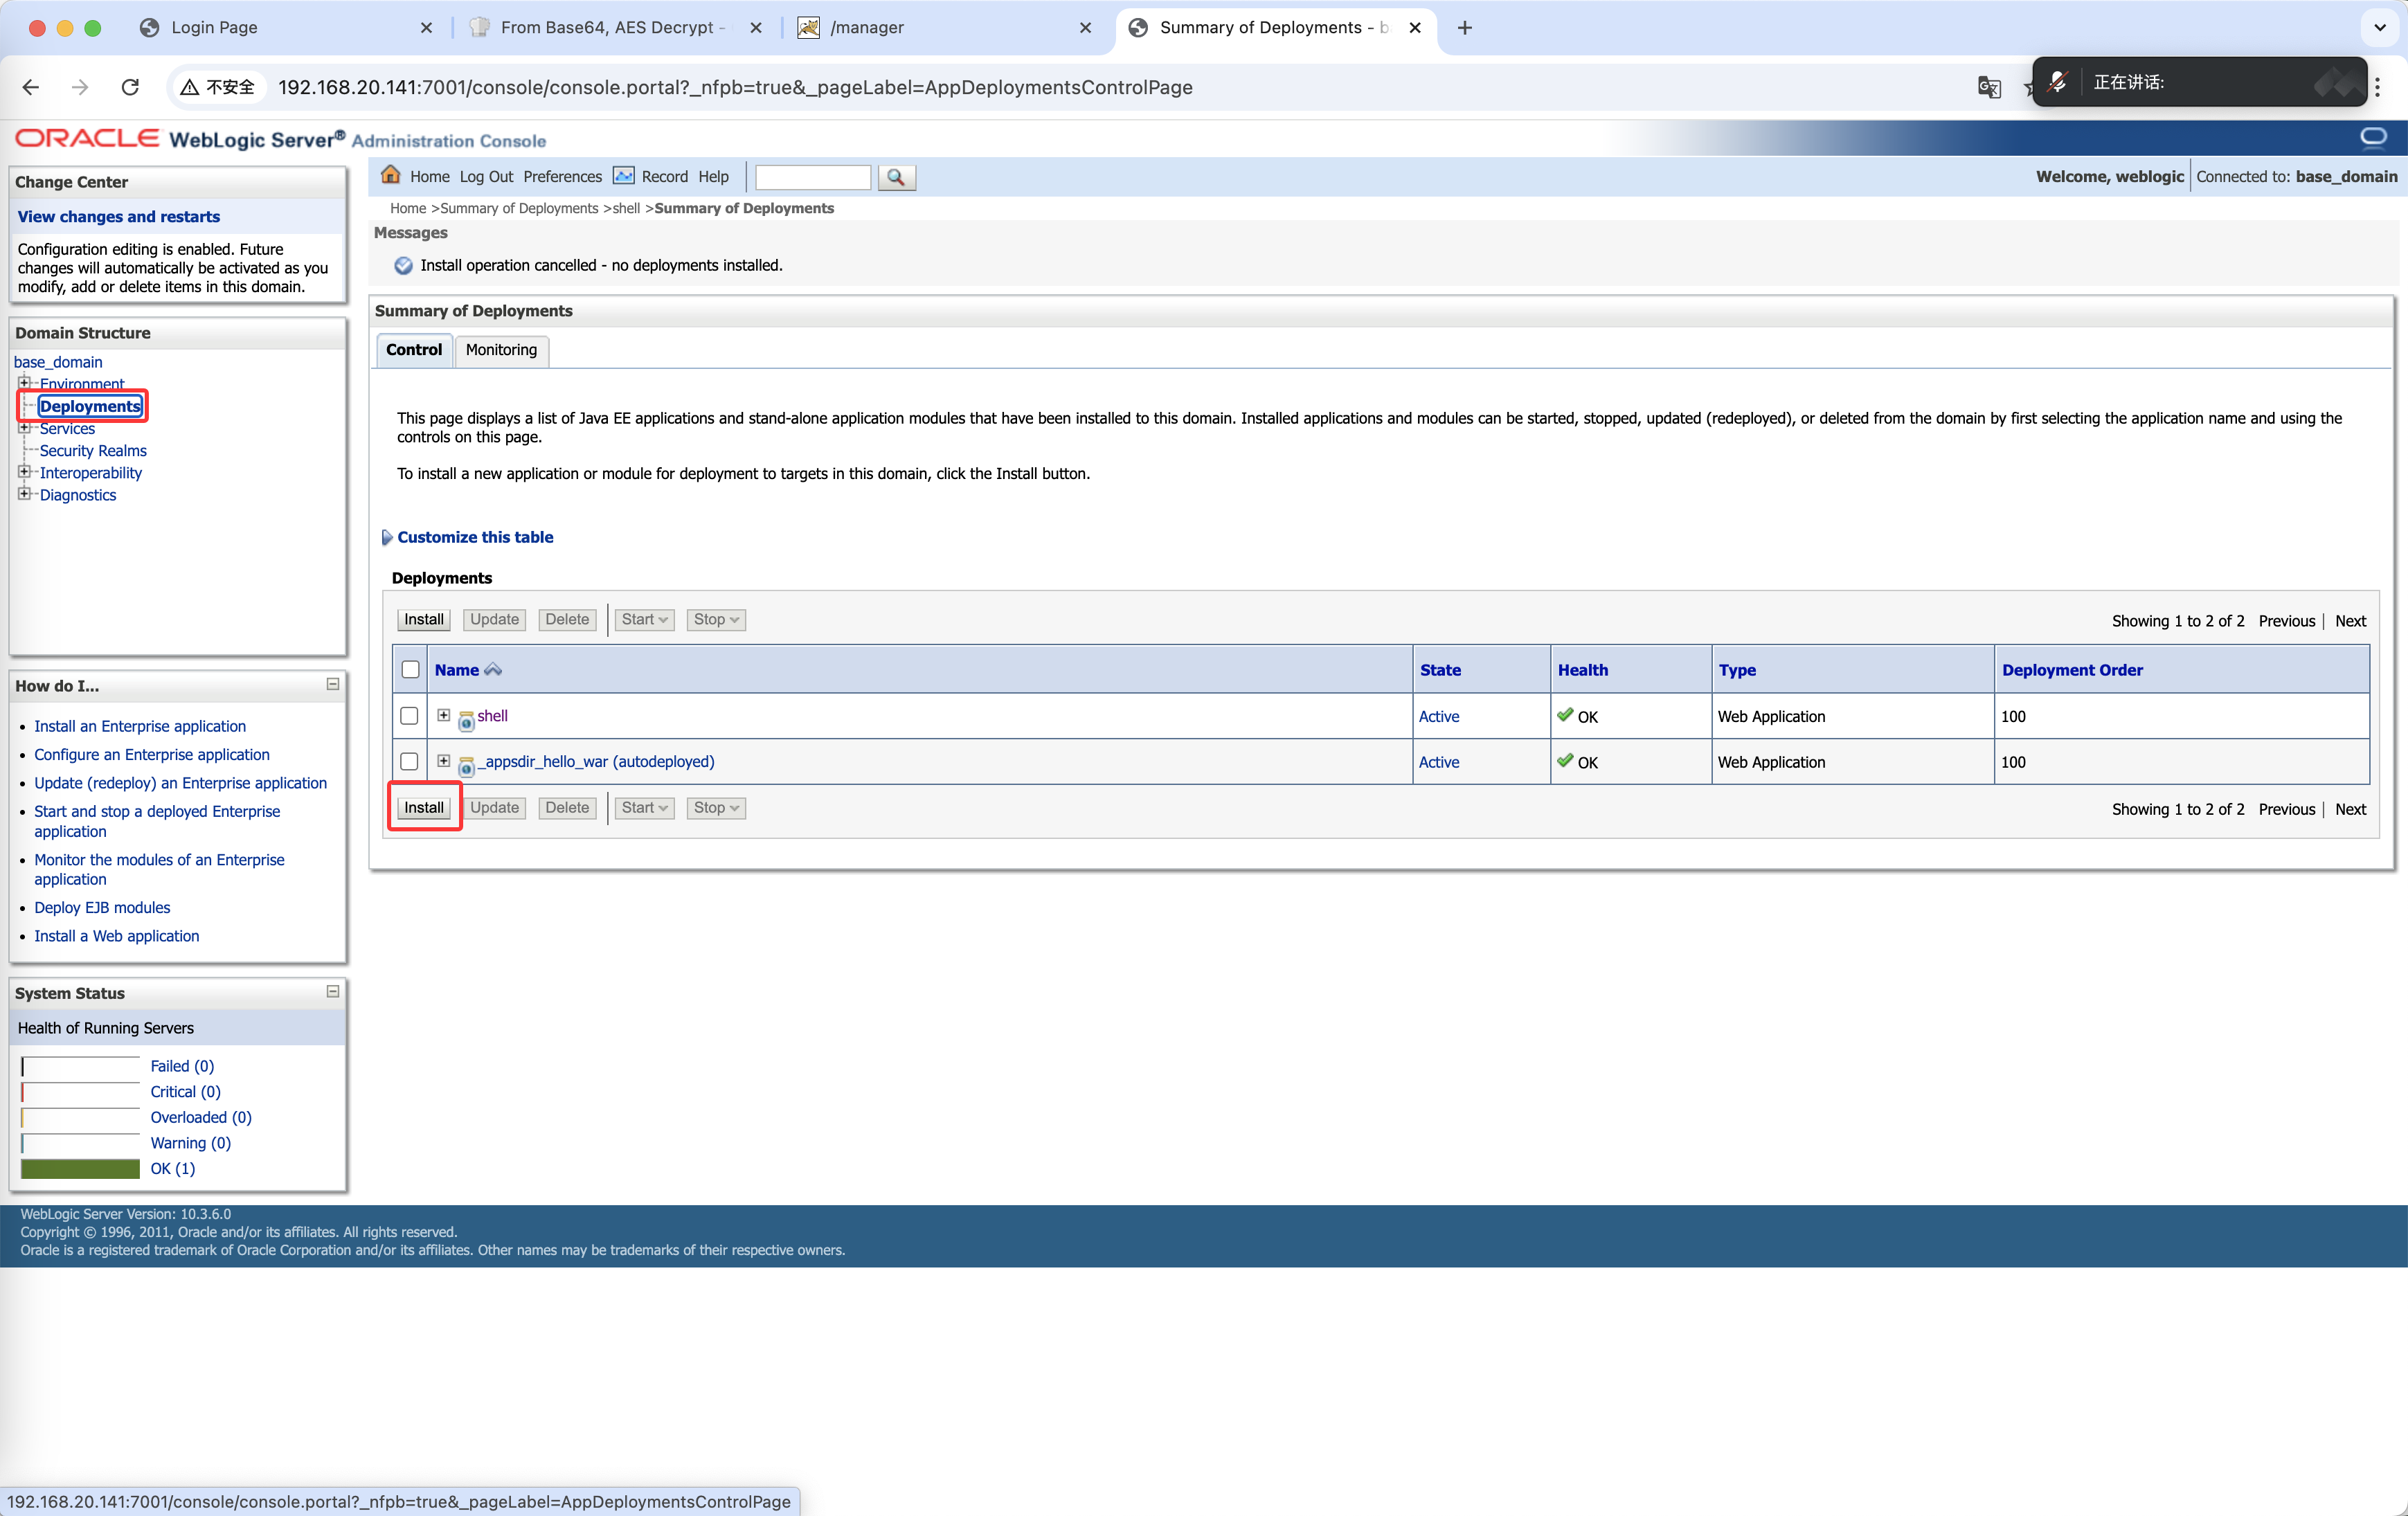 Login Page
From Base64, AES Decrypt -
/manager
Summary of Deployments - b
不安全
192.168.20.141:7001/console/console.portal?_nfpb=true&_pageLabel=AppDeploymentsControlPage
正在讲话:
ORACLE WebLogic Server® Administration Console
Change Center
View changes and restarts
Configuration editing is enabled. Future
changes will automatically be activated as you
modify, add or delete items in this domain.
Domain Structure
base_domain
Environment
Deployments
Services
Security Realms
Interoperability
Diagnostics
How do I...
Install an Enterprise application
Configure an Enterprise application
Update (redeploy) an Enterprise application
Start and stop a deployed Enterprise
application
Monitor the modules of an Enterprise
application
Deploy EJB modules
Install a Web application
System Status
Health of Running Servers
Failed (0)
Critical (0)
Overloaded (0)
Warning (0)
OK (1)
Home Log Out Preferences Record Help
Welcome, weblogic Connected to: base_domain
Home >Summary of Deployments >shell >Summary of Deployments
Messages
Install operation cancelled - no deployments installed.
Summary of Deployments
Control Monitoring
This page displays a list of Java EE applications and stand-alone application modules that have been installed to this domain. Installed applications and modules can be started, stopped, updated (redeployed), or deleted from the domain by first selecting the application name and using the
controls on this page.
To install a new application or module for deployment to targets in this domain, click the Install button.
Customize this table
Deployments
Install Update Delete Start Stop Showing 1 to 2 of 2 Previous | Next
Name State Health Type Deployment Order
shell Active OK Web Application 100
_appsdir_hello_war (autodeployed) Active OK Web Application 100
Install Update Delete Start Stop Showing 1 to 2 of 2 Previous | Next
WebLogic Server Version: 10.3.6.0
Copyright © 1996, 2011, Oracle and/or its affiliates. All rights reserved.
Oracle is a registered trademark of Oracle Corporation and/or its affiliates. Other names may be trademarks of their respective owners.
192.168.20.141:7001/console/console.portal?_nfpb=true&_pageLabel=AppDeploymentsControlPage